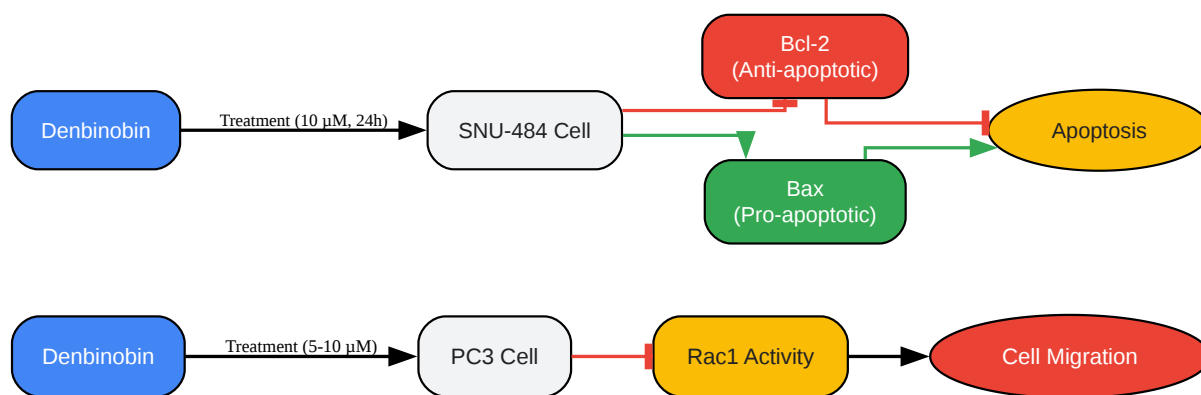 Bcl-2
(Anti-apoptotic)
Denbinobin
Treatment (10 µM, 24h)
SNU-484 Cell
Apoptosis
Bax
(Pro-apoptotic)
Denbinobin
Treatment (5-10 µM)
PC3 Cell
Rac1 Activity
Cell Migration